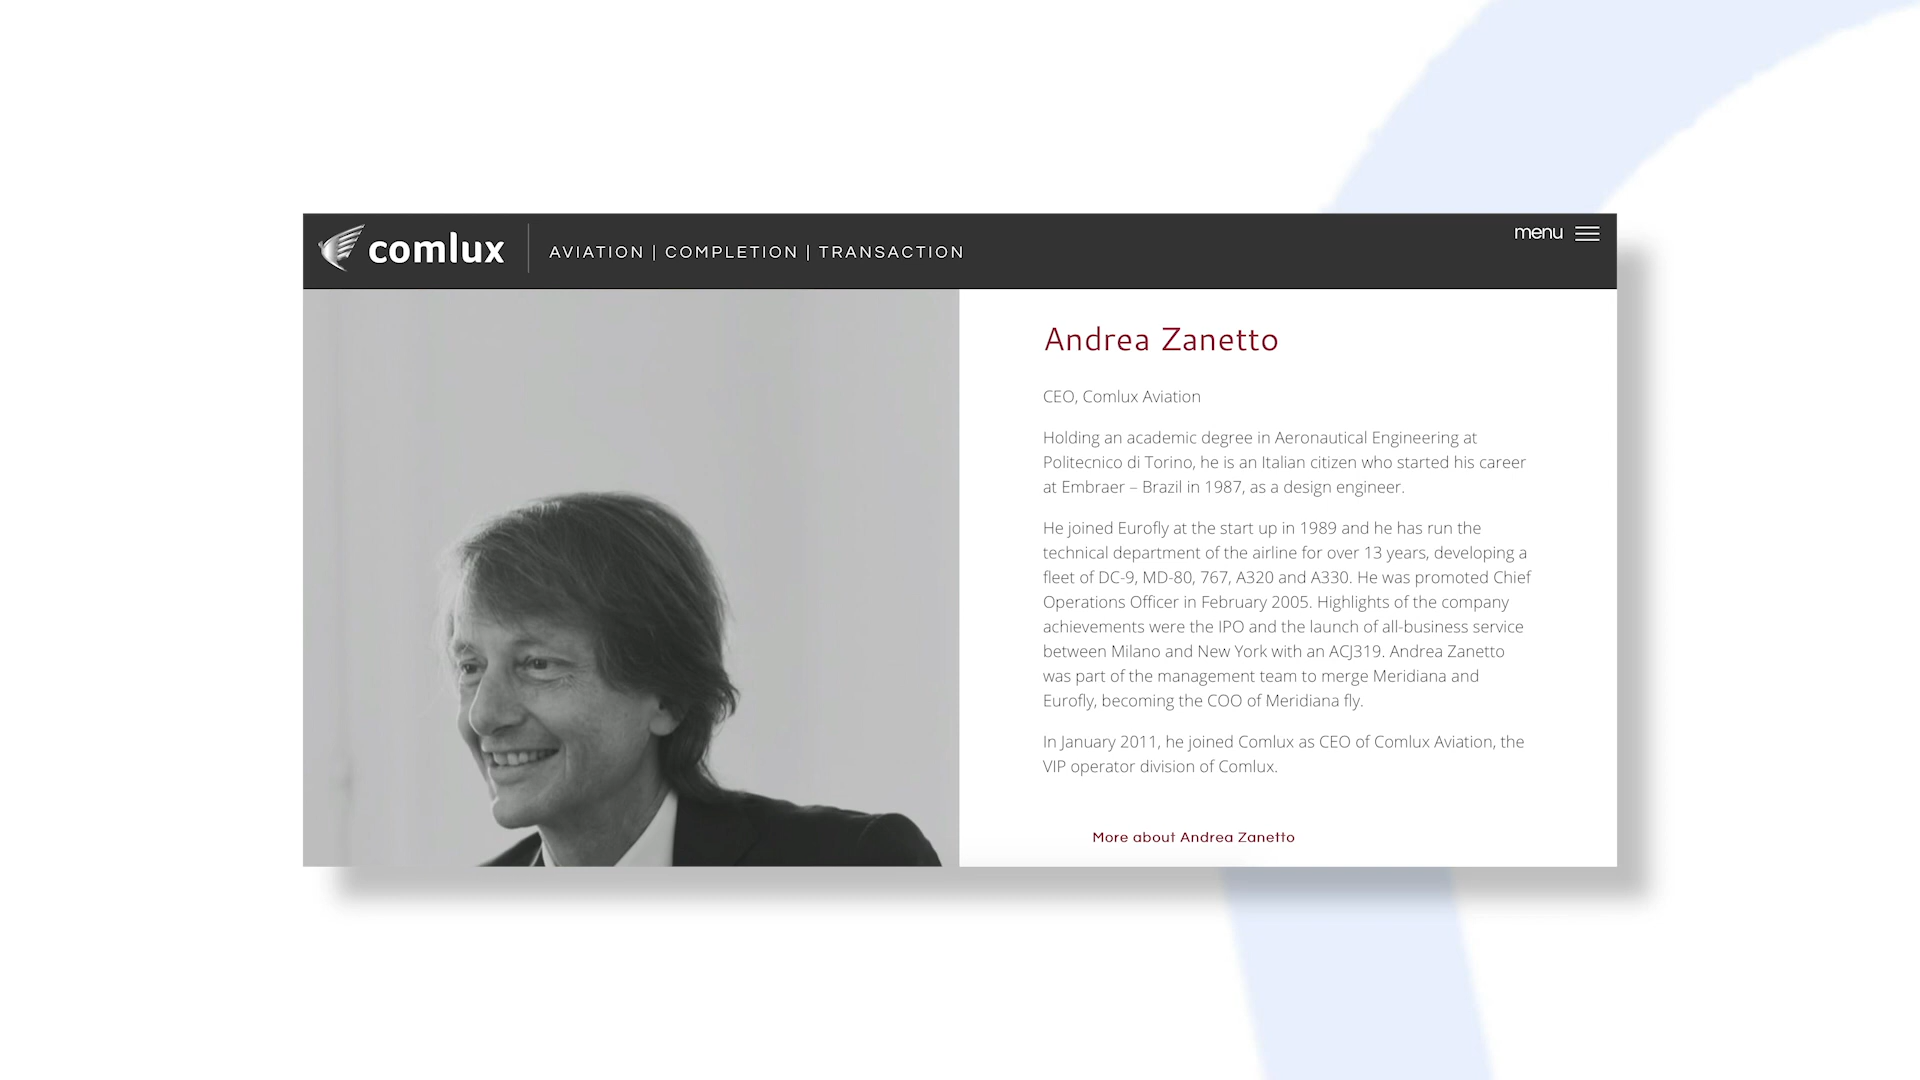 comlux
AVIATION | COMPLETION | TRANSACTION
menu
Andrea Zanetto
CEO, Comlux Aviation
Holding an academic degree in Aeronautical Engineering at
Politecnico di Torino, he is an Italian citizen who started his career
at Embraer – Brazil in 1987, as a design engineer.
He joined Eurofly at the start up in 1989 and he has run the
technical department of the airline for over 13 years, developing a
fleet of DC-9, MD-80, 767, A320 and A330. He was promoted Chief
Operations Officer in February 2005. Highlights of the company
achievements were the IPO and the launch of all-business service
between Milano and New York with an ACJ319. Andrea Zanetto
was part of the management team to merge Meridiana and
Eurofly, becoming the COO of Meridiana fly.
In January 2011, he joined Comlux as CEO of Comlux Aviation, the
VIP operator division of Comlux.
More about Andrea Zanetto